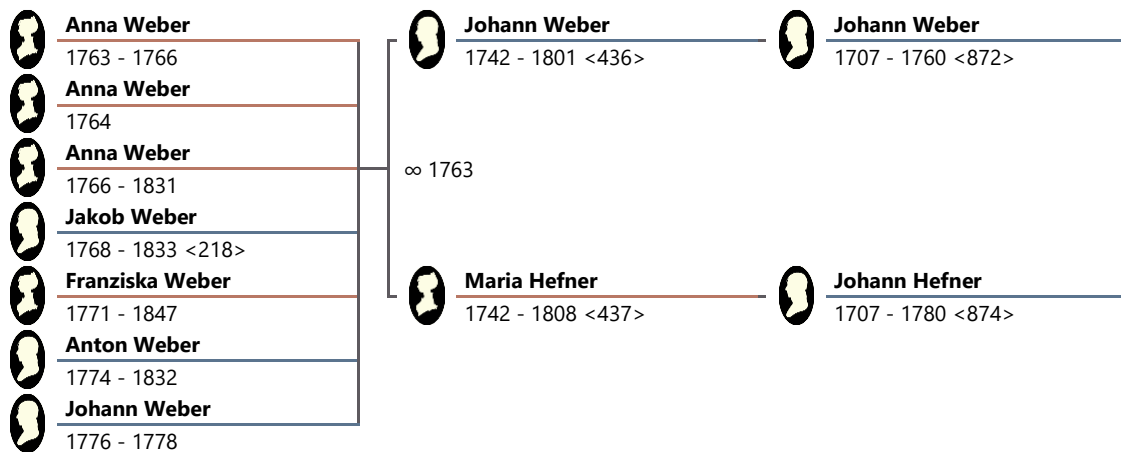 Anna Weber
1763 - 1766
Anna Weber
1764
Anna Weber
1766 - 1831
Jakob Weber
1768 - 1833 <218>
Franziska Weber
1771 - 1847
Anton Weber
1774 - 1832
Johann Weber
1776 - 1778
Johann Weber
1742 - 1801 <436>
∞ 1763
Maria Hefner
1742 - 1808 <437>
Johann Weber
1707 - 1760 <872>
Johann Hefner
1707 - 1780 <874>